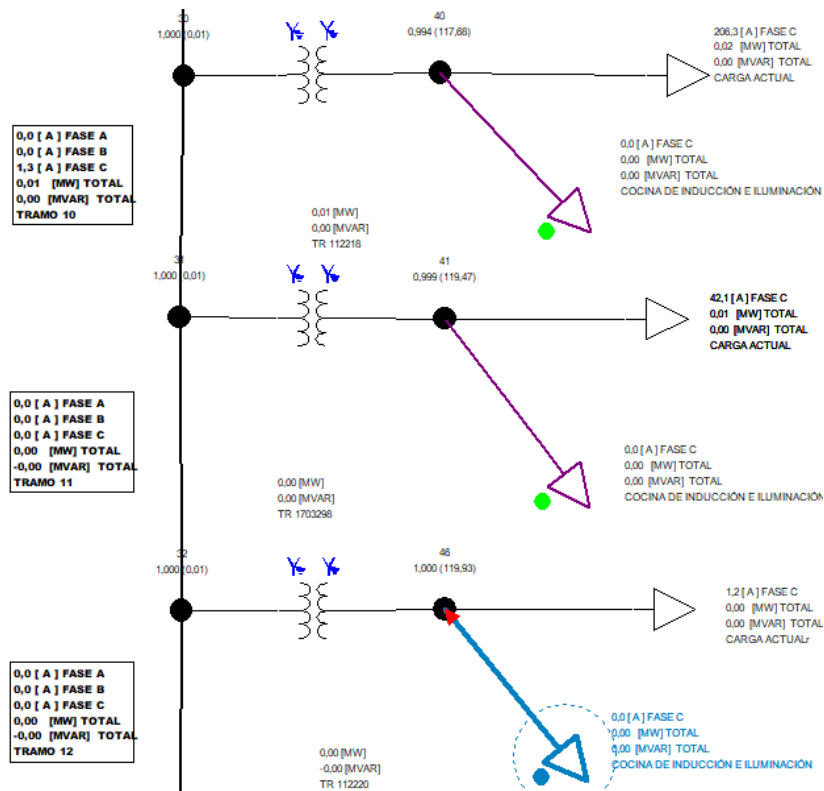 30
1,000 (0,01)
40
0,994 (117,68)
206,3 [ A ] FASE C
0,02 [MW] TOTAL
0,00 [MVAR] TOTAL
CARGA ACTUAL
0,0 [ A ] FASE A
0,0 [ A ] FASE B
1,3 [ A ] FASE C
0,01 [MW] TOTAL
0,00 [MVAR] TOTAL
TRAMO 10
0,0 [ A ] FASE C
0,00 [MW] TOTAL
0,00 [MVAR] TOTAL
COCINA DE INDUCCIÓN E ILUMINACIÓN
0,01 [MW]
0,00 [MVAR]
TR 112218
31
1,000 (0,01)
41
0,999 (119,47)
42,1 [ A ] FASE C
0,01 [MW] TOTAL
0,00 [MVAR] TOTAL
CARGA ACTUAL
0,0 [ A ] FASE A
0,0 [ A ] FASE B
0,0 [ A ] FASE C
0,00 [MW] TOTAL
-0,00 [MVAR] TOTAL
TRAMO 11
0,0 [ A ] FASE C
0,00 [MW] TOTAL
0,00 [MVAR] TOTAL
COCINA DE INDUCCIÓN E ILUMINACIÓN
0,00 [MW]
0,00 [MVAR]
TR 1703298
32
1,000 (0,01)
46
1,000 (119,93)
1,2 [ A ] FASE C
0,00 [MW] TOTAL
0,00 [MVAR] TOTAL
CARGA ACTUALr
0,0 [ A ] FASE A
0,0 [ A ] FASE B
0,0 [ A ] FASE C
0,00 [MW] TOTAL
-0,00 [MVAR] TOTAL
TRAMO 12
0,0 [ A ] FASE C
0,00 [MW] TOTAL
0,00 [MVAR] TOTAL
COCINA DE INDUCCIÓN E ILUMINACIÓN
0,00 [MW]
-0,00 [MVAR]
TR 112220